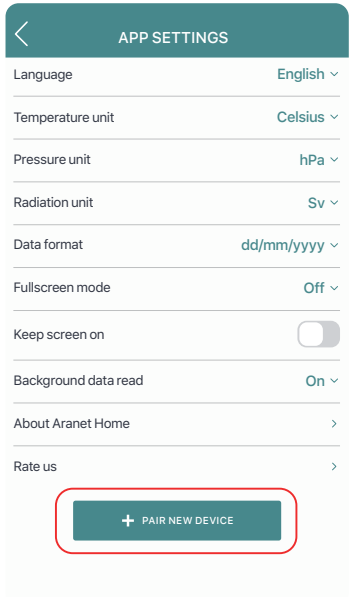 APP SETTINGS
Language English
Temperature unit Celsius
Pressure unit hPa
Radiation unit Sv
Data format dd/mm/yyyy
Fullscreen mode Off
Keep screen on
Background data read On
About Aranet Home
Rate us
PAIR NEW DEVICE